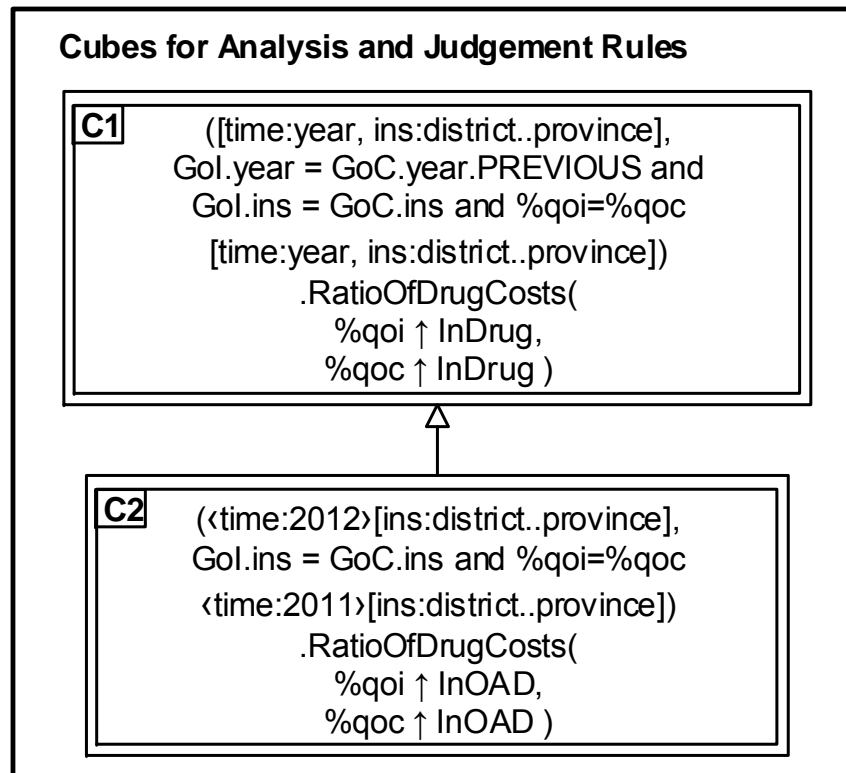 Cubes for Analysis and Judgement Rules
C1
([time:year, ins:district..province],
GoI.year = GoC.year.PREVIOUS and
GoI.ins = GoC.ins and %qoi=%qoc
[time:year, ins:district..province])
.RatioOfDrugCosts(
%qoi ↑ InDrug,
%qoc ↑ InDrug )
C2
(‹time:2012›[ins:district..province],
GoI.ins = GoC.ins and %qoi=%qoc
‹time:2011›[ins:district..province])
.RatioOfDrugCosts(
%qoi ↑ InOAD,
%qoc ↑ InOAD )